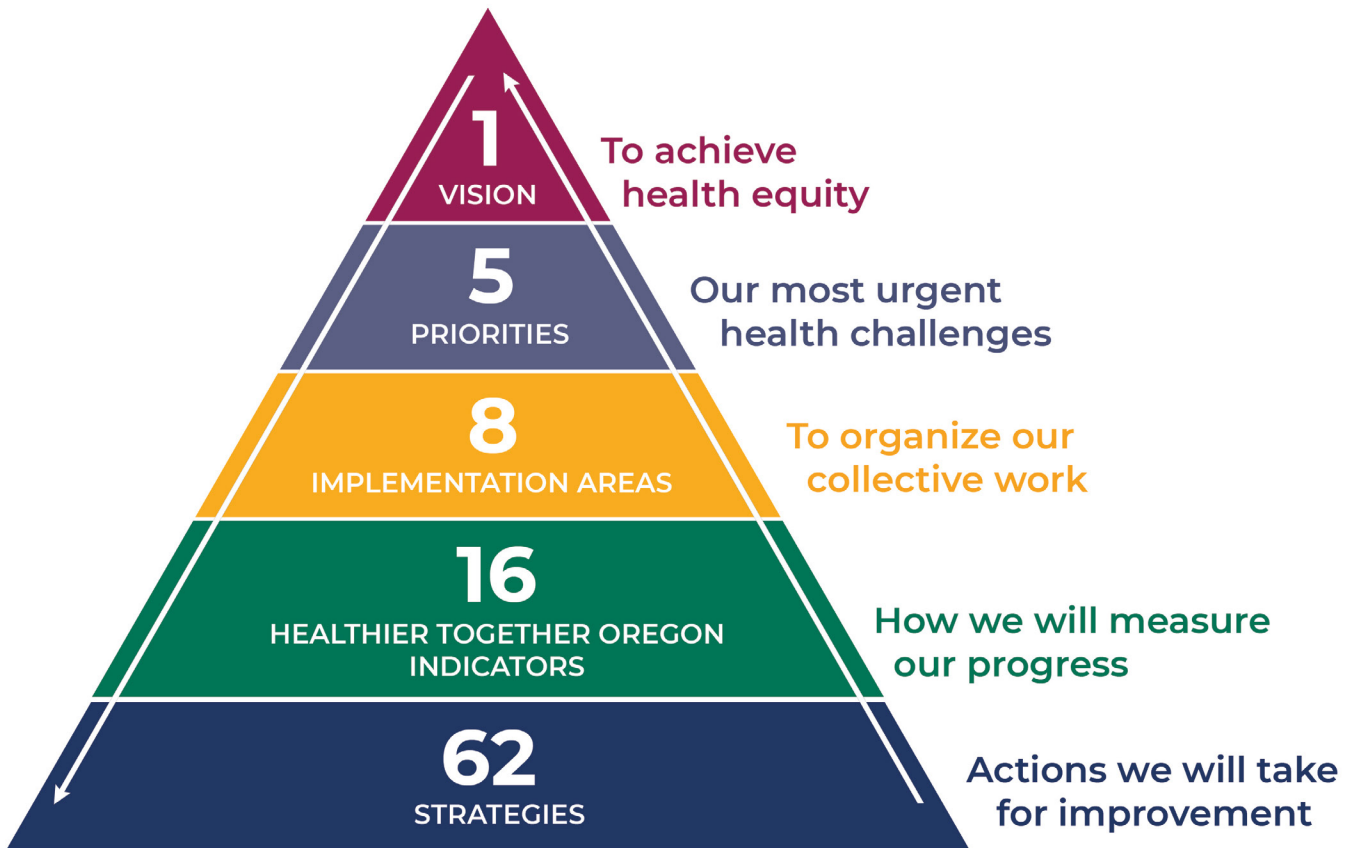 1
VISION
To achieve
health equity
5
PRIORITIES
Our most urgent
health challenges
8
IMPLEMENTATION AREAS
To organize our
collective work
16
HEALTHIER TOGETHER OREGON
INDICATORS
How we will measure
our progress
62
STRATEGIES
Actions we will take
for improvement